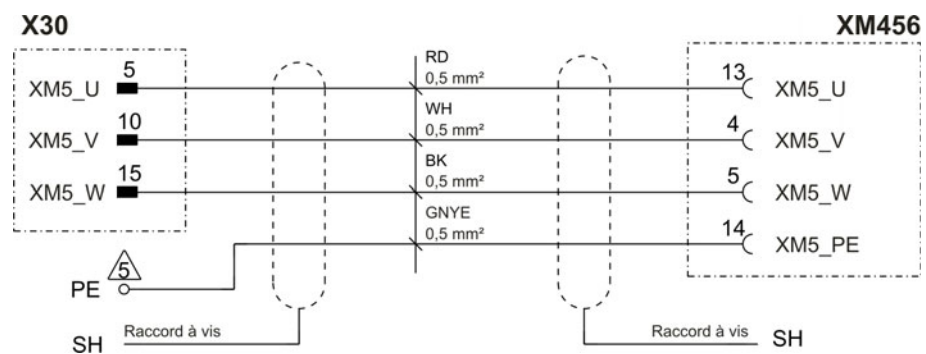 X30 XM456
RD
XM5_U 5 0,5 mm² 13 XM5_U
WH
XM5_V 10 0,5 mm² 4 XM5_V
BK
XM5_W 15 0,5 mm² 5 XM5_W
GNYE
0,5 mm² 14 XM5_PE
PE 5
SH Raccord à vis Raccord à vis SH